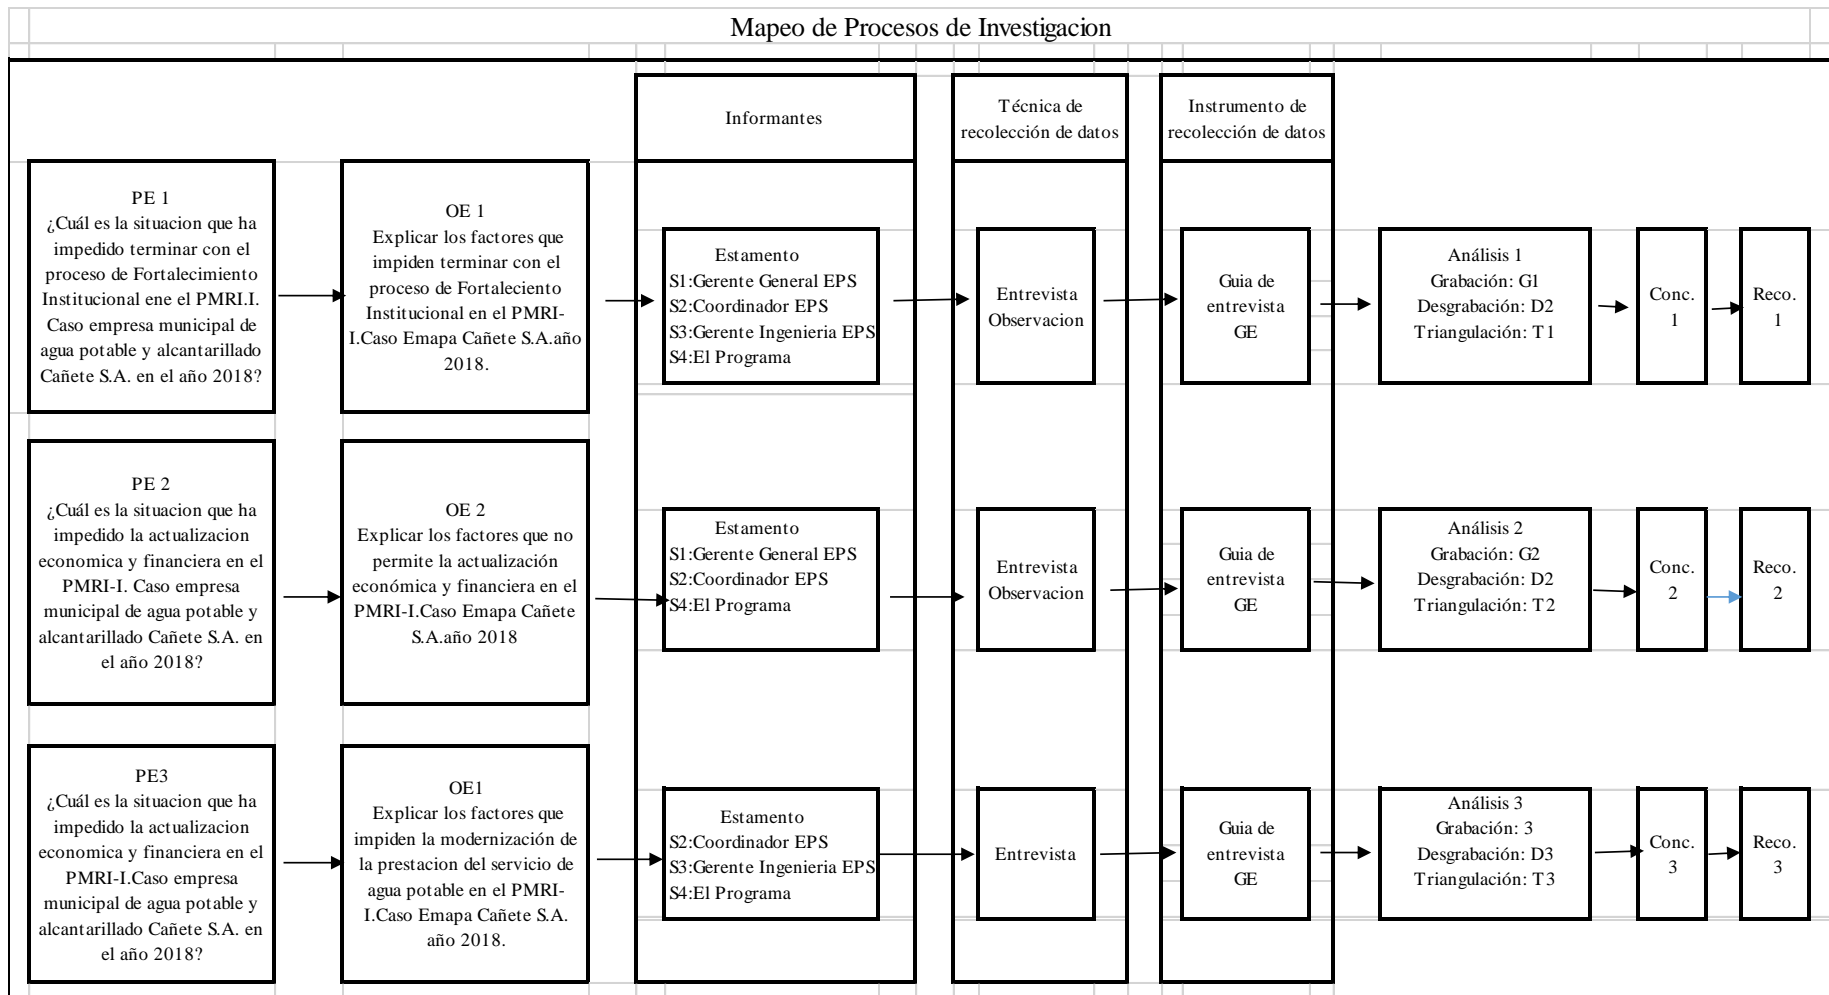 Mapeo de Procesos de Investigacion
Informantes
Técnica de
recolección de datos
Instrumento de
recolección de datos
PE 1
¿Cuál es la situacion que ha
impedido terminar con el
proceso de Fortalecimiento
Institucional ene el PMRI.I.
Caso empresa municipal de
agua potable y alcantarillado
Cañete S.A. en el año 2018?
OE 1
Explicar los factores que
impiden terminar con el
proceso de Fortaleciento
Institucional en el PMRI-
I.Caso Emapa Cañete S.A.año
2018.
Estamento
S1:Gerente General EPS
S2:Coordinador EPS
S3:Gerente Ingenieria EPS
S4:El Programa
Entrevista
Observacion
Guia de
entrevista
GE
Análisis 1
Grabación: G1
Desgrabación: D2
Triangulación: T1
Conc.
1
Reco.
1
PE 2
¿Cuál es la situacion que ha
impedido la actualizacion
economica y financiera en el
PMRI-I. Caso empresa
municipal de agua potable y
alcantarillado Cañete S.A. en
el año 2018?
OE 2
Explicar los factores que no
permite la actualización
económica y financiera en el
PMRI-I.Caso Emapa Cañete
S.A.año 2018
Estamento
S1:Gerente General EPS
S2:Coordinador EPS
S4:El Programa
Entrevista
Observacion
Guia de
entrevista
GE
Análisis 2
Grabación: G2
Desgrabación: D2
Triangulación: T2
Conc.
2
Reco.
2
PE3
¿Cuál es la situacion que ha
impedido la actualizacion
economica y financiera en el
PMRI-I.Caso empresa
municipal de agua potable y
alcantarillado Cañete S.A. en
el año 2018?
OE1
Explicar los factores que
impiden la modernización de
la prestacion del servicio de
agua potable en el PMRI-
I.Caso Emapa Cañete S.A.
año 2018.
Estamento
S2:Coordinador EPS
S3:Gerente Ingenieria EPS
S4:El Programa
Entrevista
Guia de
entrevista
GE
Análisis 3
Grabación: 3
Desgrabación: D3
Triangulación: T3
Conc.
3
Reco.
3